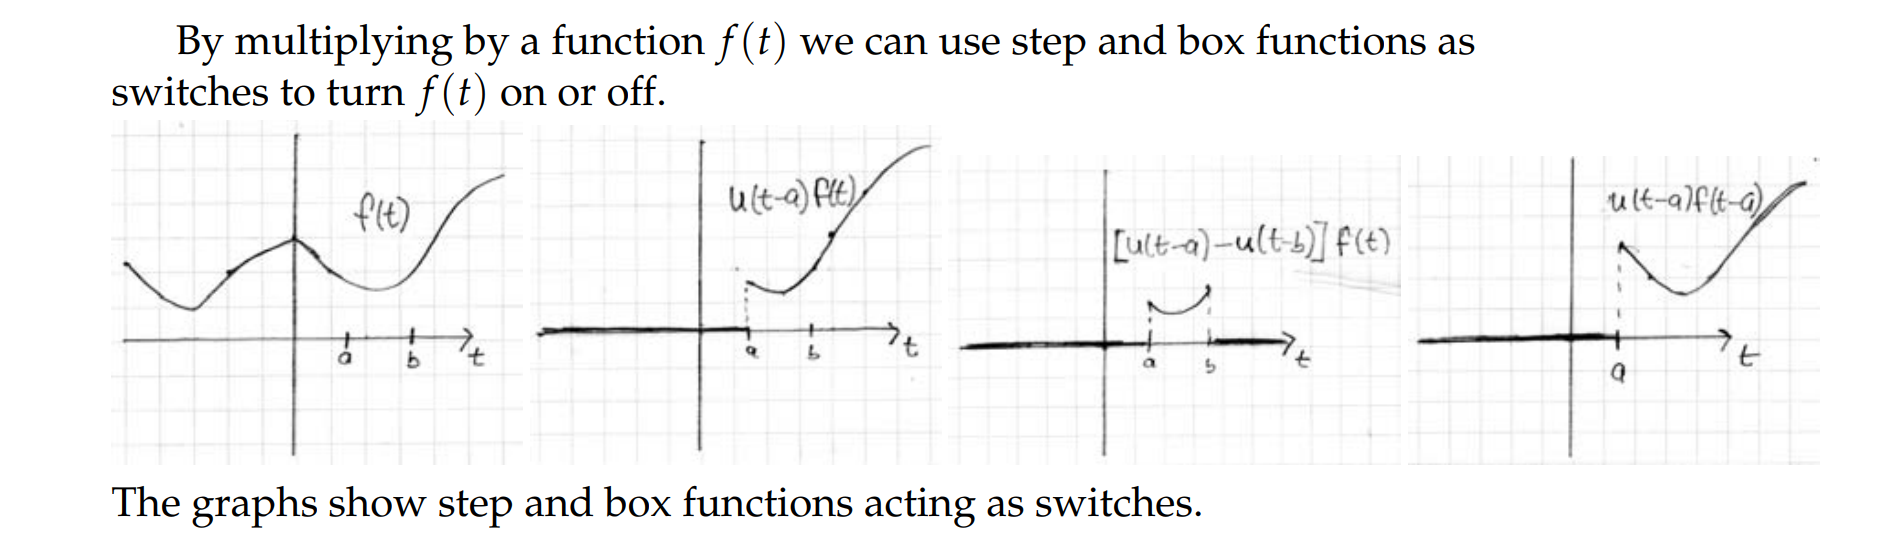 By multiplying by a function f(t) we can use step and box functions as
switches to turn f(t) on or off.
f(t)
a b t
u(t-a)f(t)
a b t
[u(t-a)-u(t-b)]f(t)
a b t
u(t-a)f(t-a)
a t
The graphs show step and box functions acting as switches.